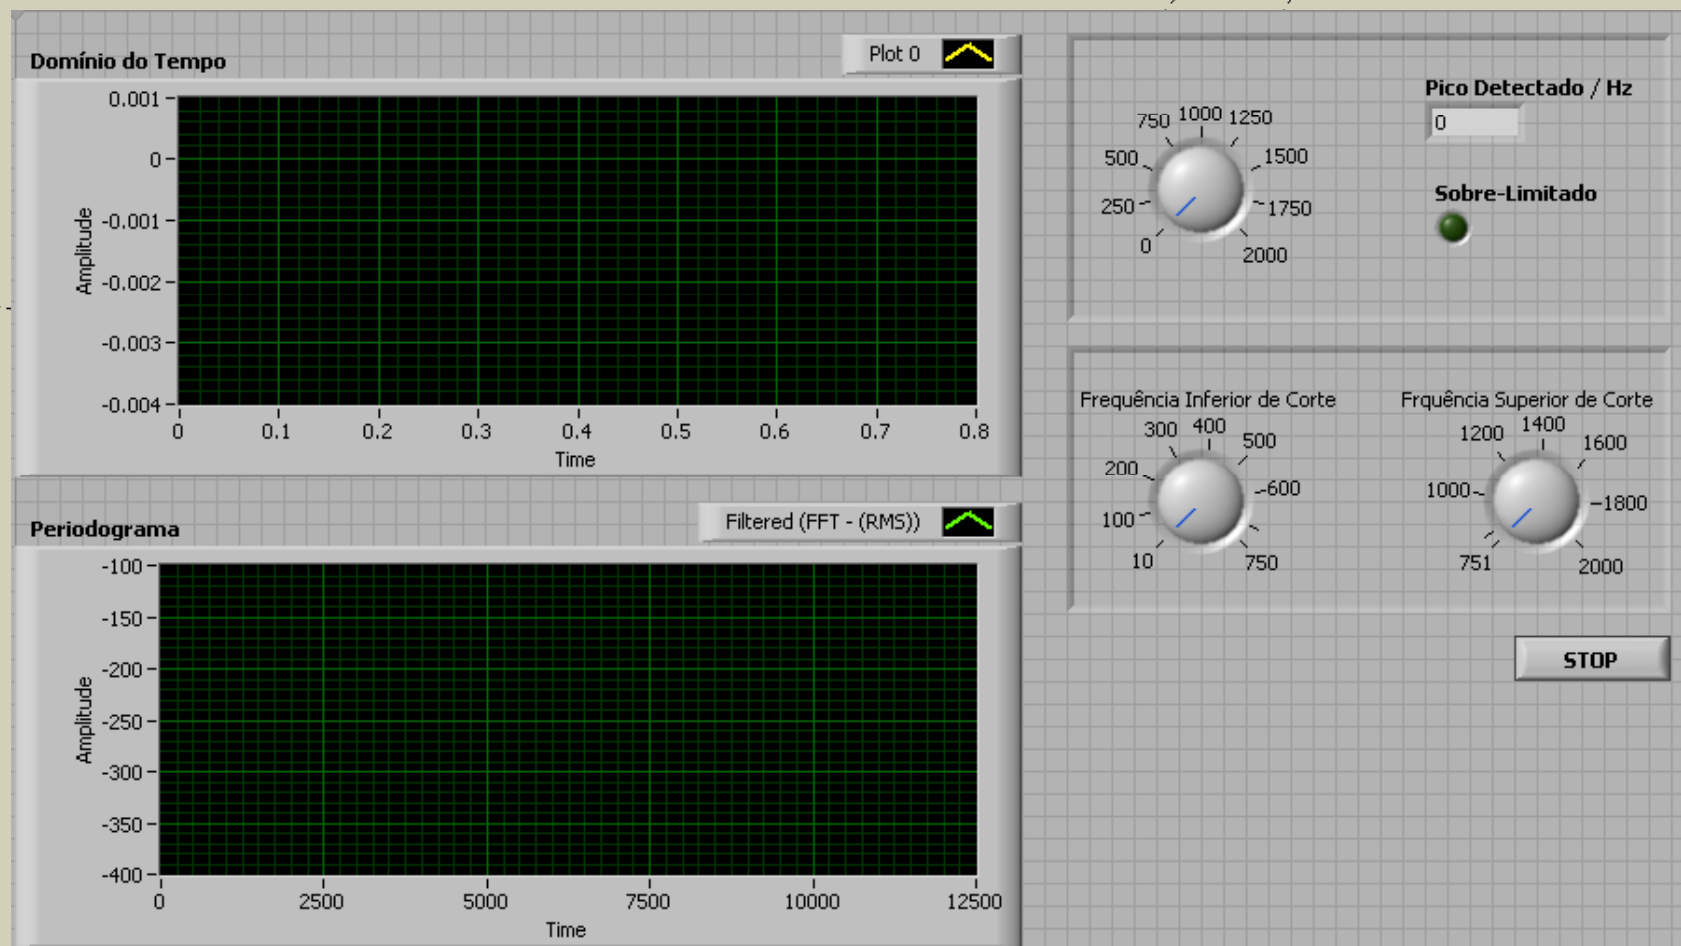 Domínio do Tempo
Plot 0
0.001
0
-0.001
-0.002
-0.003
-0.004
Amplitude
0 0.1 0.2 0.3 0.4 0.5 0.6 0.7 0.8
Time
Periodograma
Filtered (FFT - (RMS))
-100
-150
-200
-250
-300
-350
-400
Amplitude
0 2500 5000 7500 10000 12500
Time
750 1000 1250
500 1500
250 1750
0 2000
Pico Detectado / Hz
0
Sobre-Limitado
Frequência Inferior de Corte
300 400 500
200 600
100
10 750
Frquência Superior de Corte
1200 1400 1600
1000 1800
751 2000
STOP